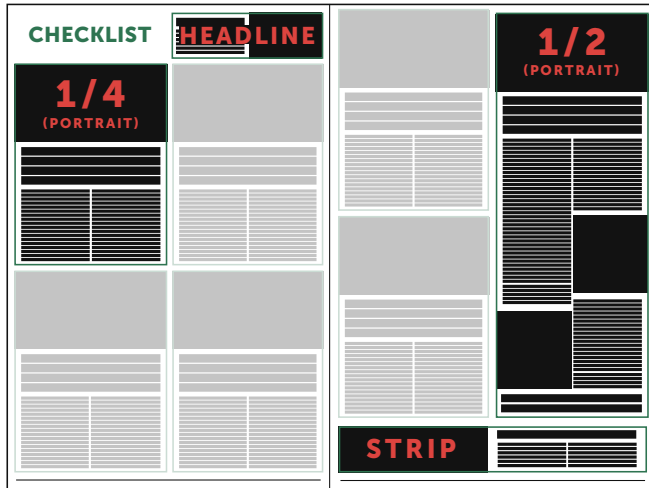 CHECKLIST
HEADLINE
1/4
(PORTRAIT)
1/2
(PORTRAIT)
STRIP